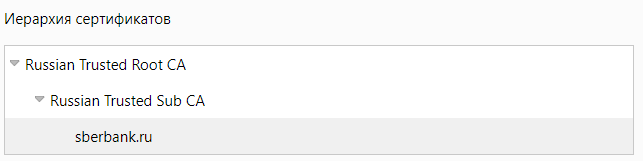 Иерархия сертификатов
Russian Trusted Root CA
Russian Trusted Sub CA
sberbank.ru